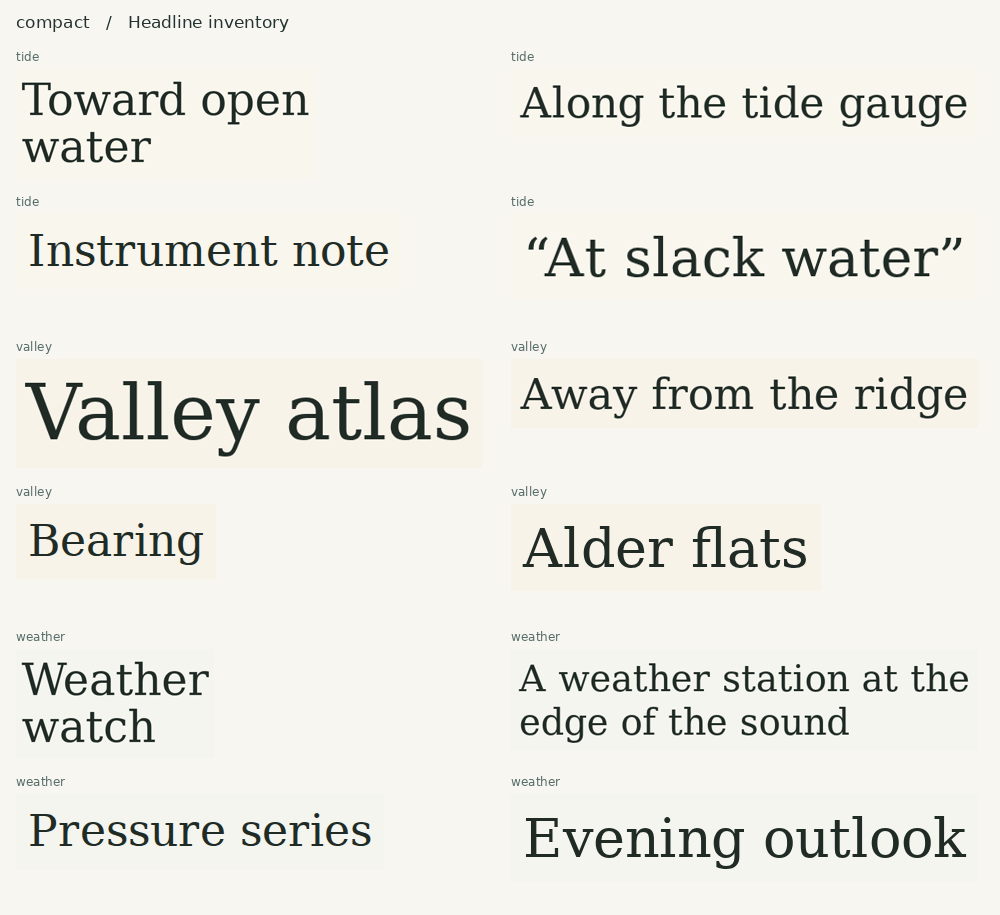 compact / Headline inventory
tide
Toward open
water
tide
Along the tide gauge
tide
Instrument note
tide
“At slack water”
valley
Valley atlas
valley
Away from the ridge
valley
Bearing
valley
Alder flats
weather
Weather
watch
weather
A weather station at the
edge of the sound
weather
Pressure series
weather
Evening outlook